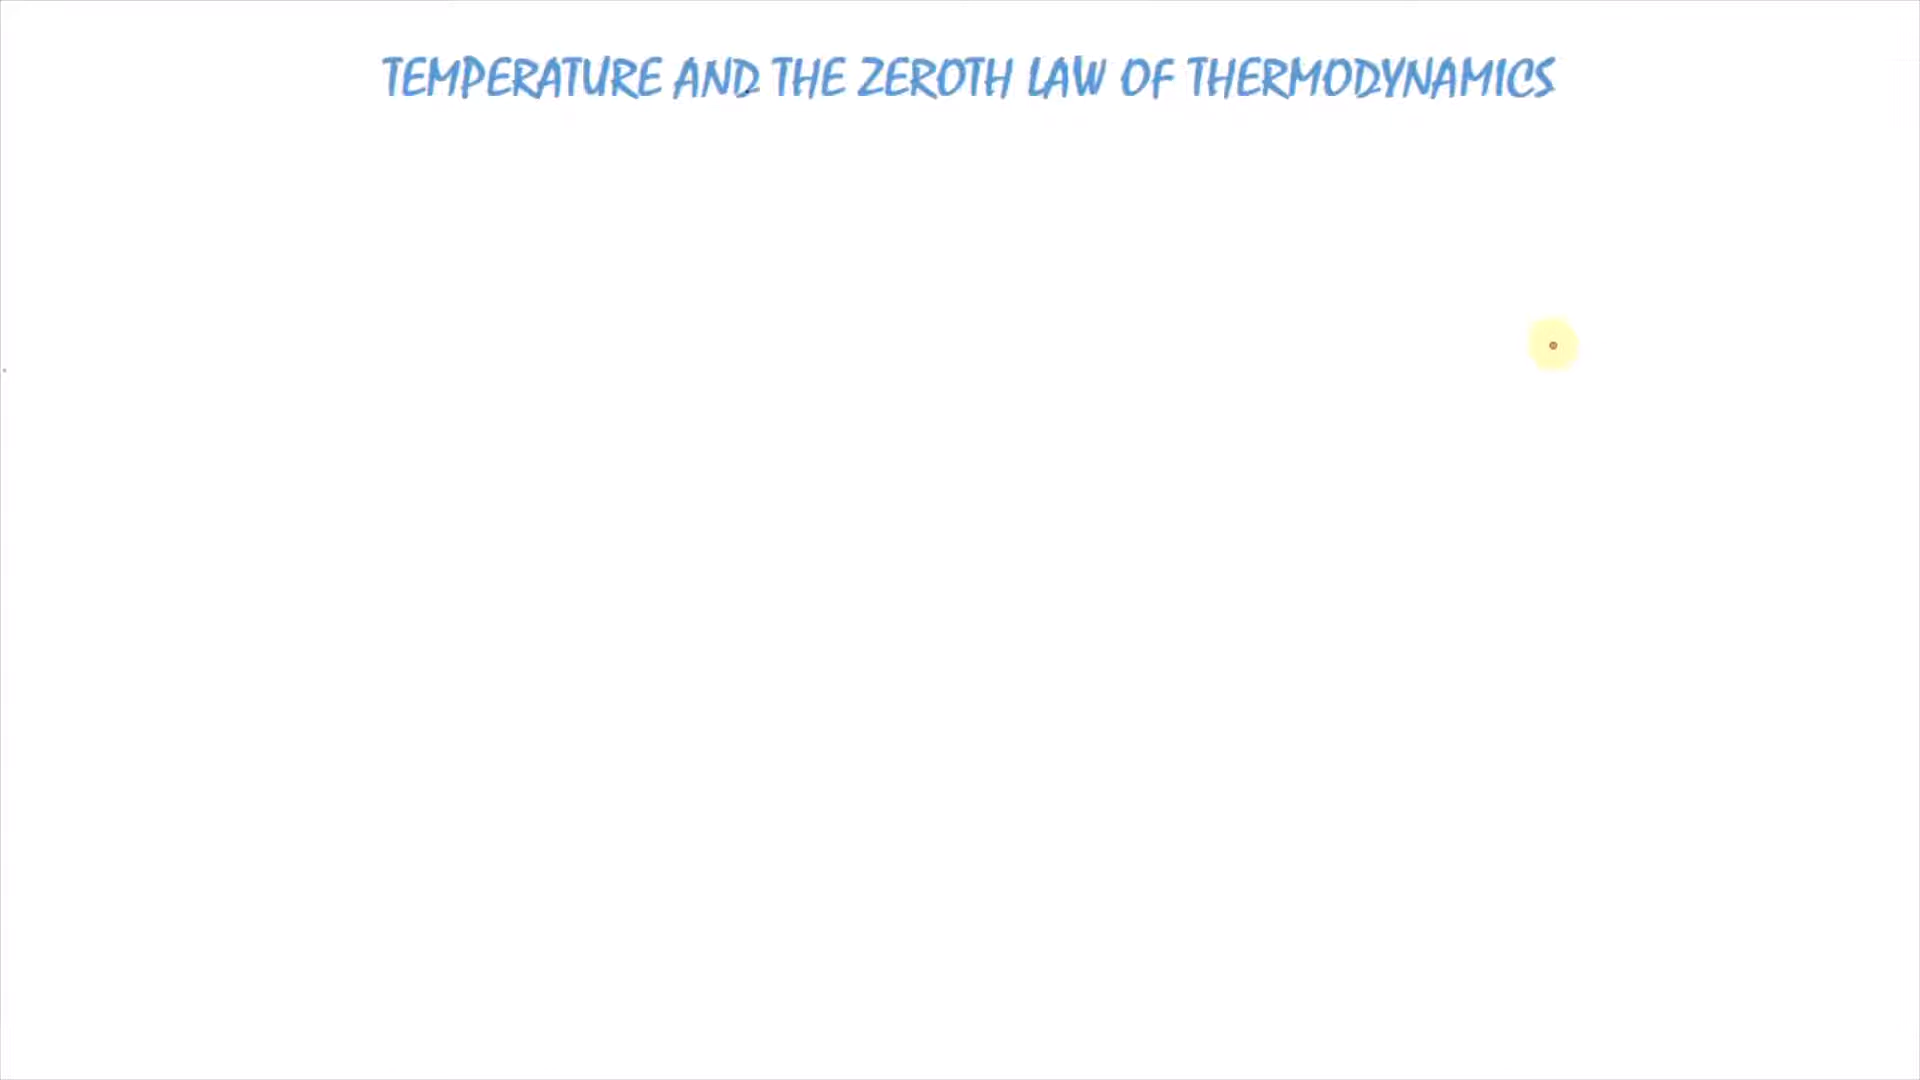 TEMPERATURE AND THE ZEROTH LAW OF THERMODYNAMICS